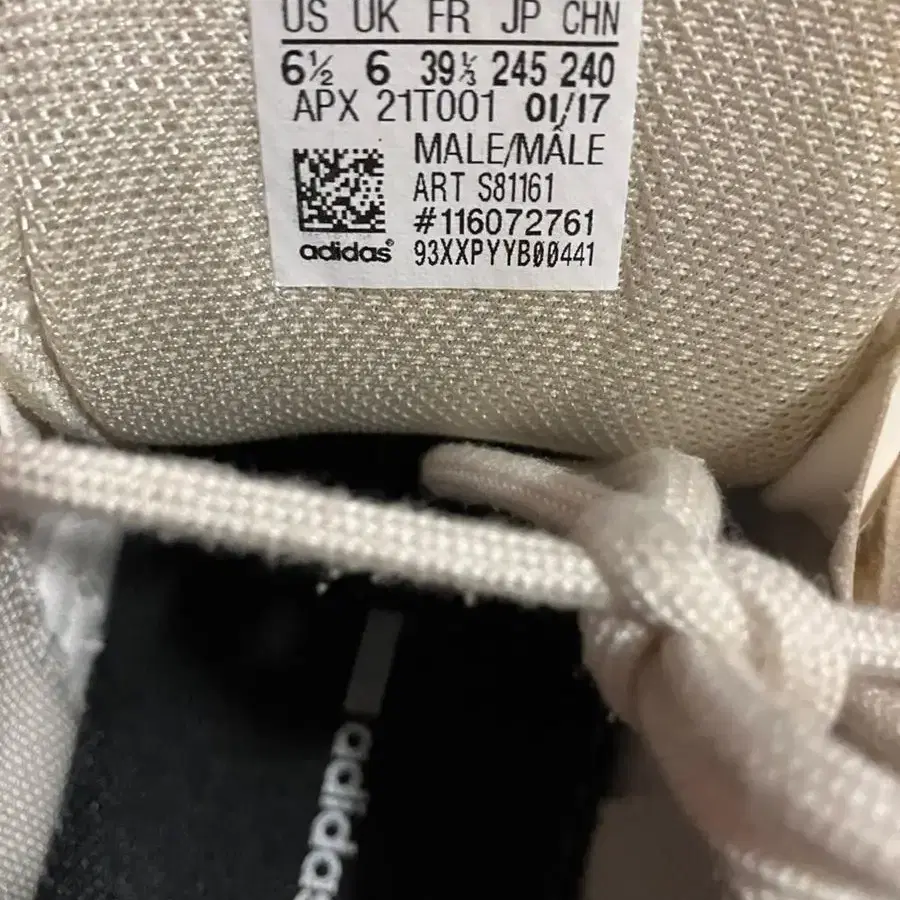 US UK FR JP CHN
6½ 6 39⅓ 245 240
APX 21T001 01/17
MALE/MÂLE
ART S81161
#116072761
adidas® 93XXPYYB00441
adidas